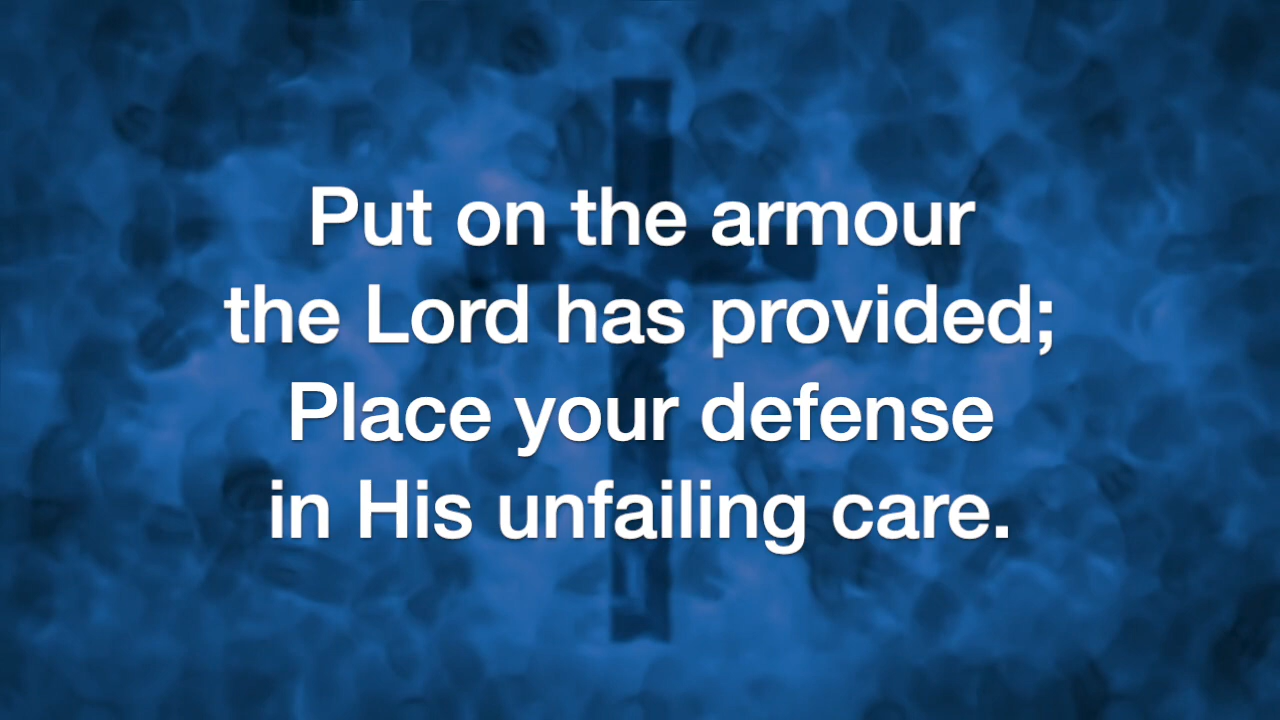 Put on the armour
the Lord has provided;
Place your defense
in His unfailing care.